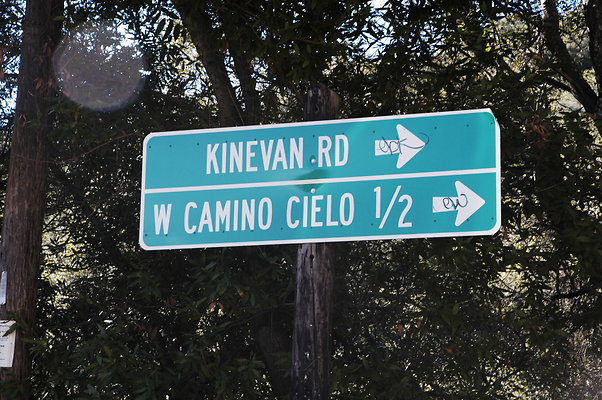 KINEVAN RD
W CAMINO CIELO 1/2